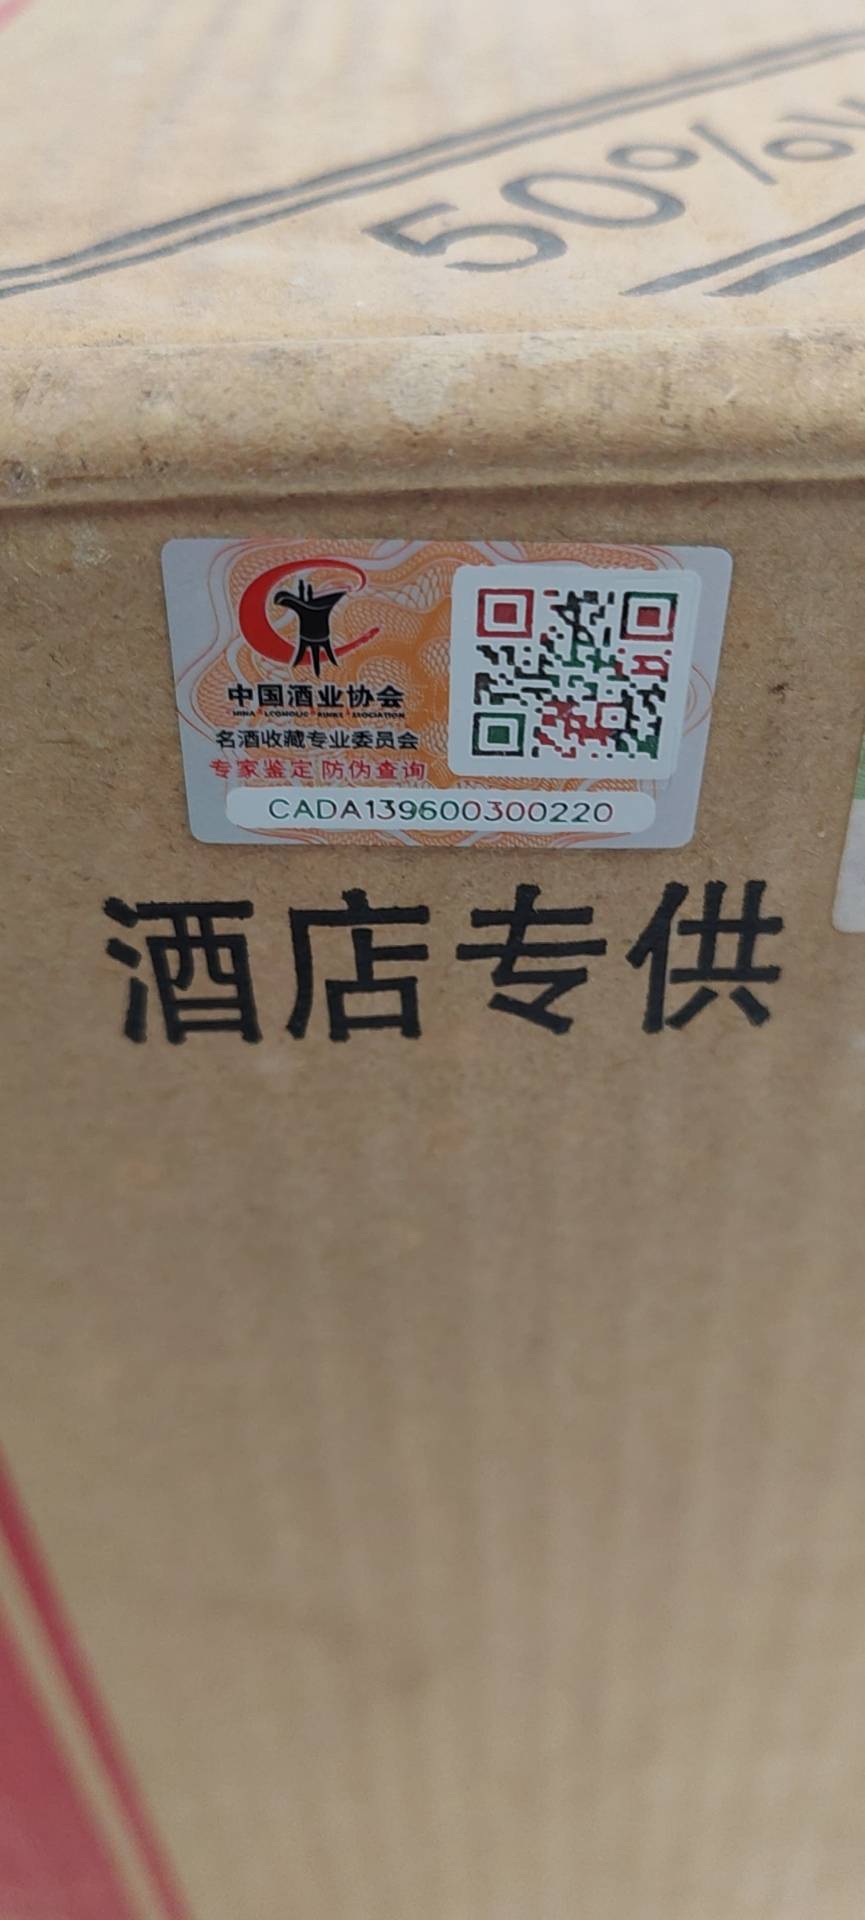 50%v
中国酒业协会
名酒收藏专业委员会
专家鉴定 防伪查询
CADA139600300220
酒店专供